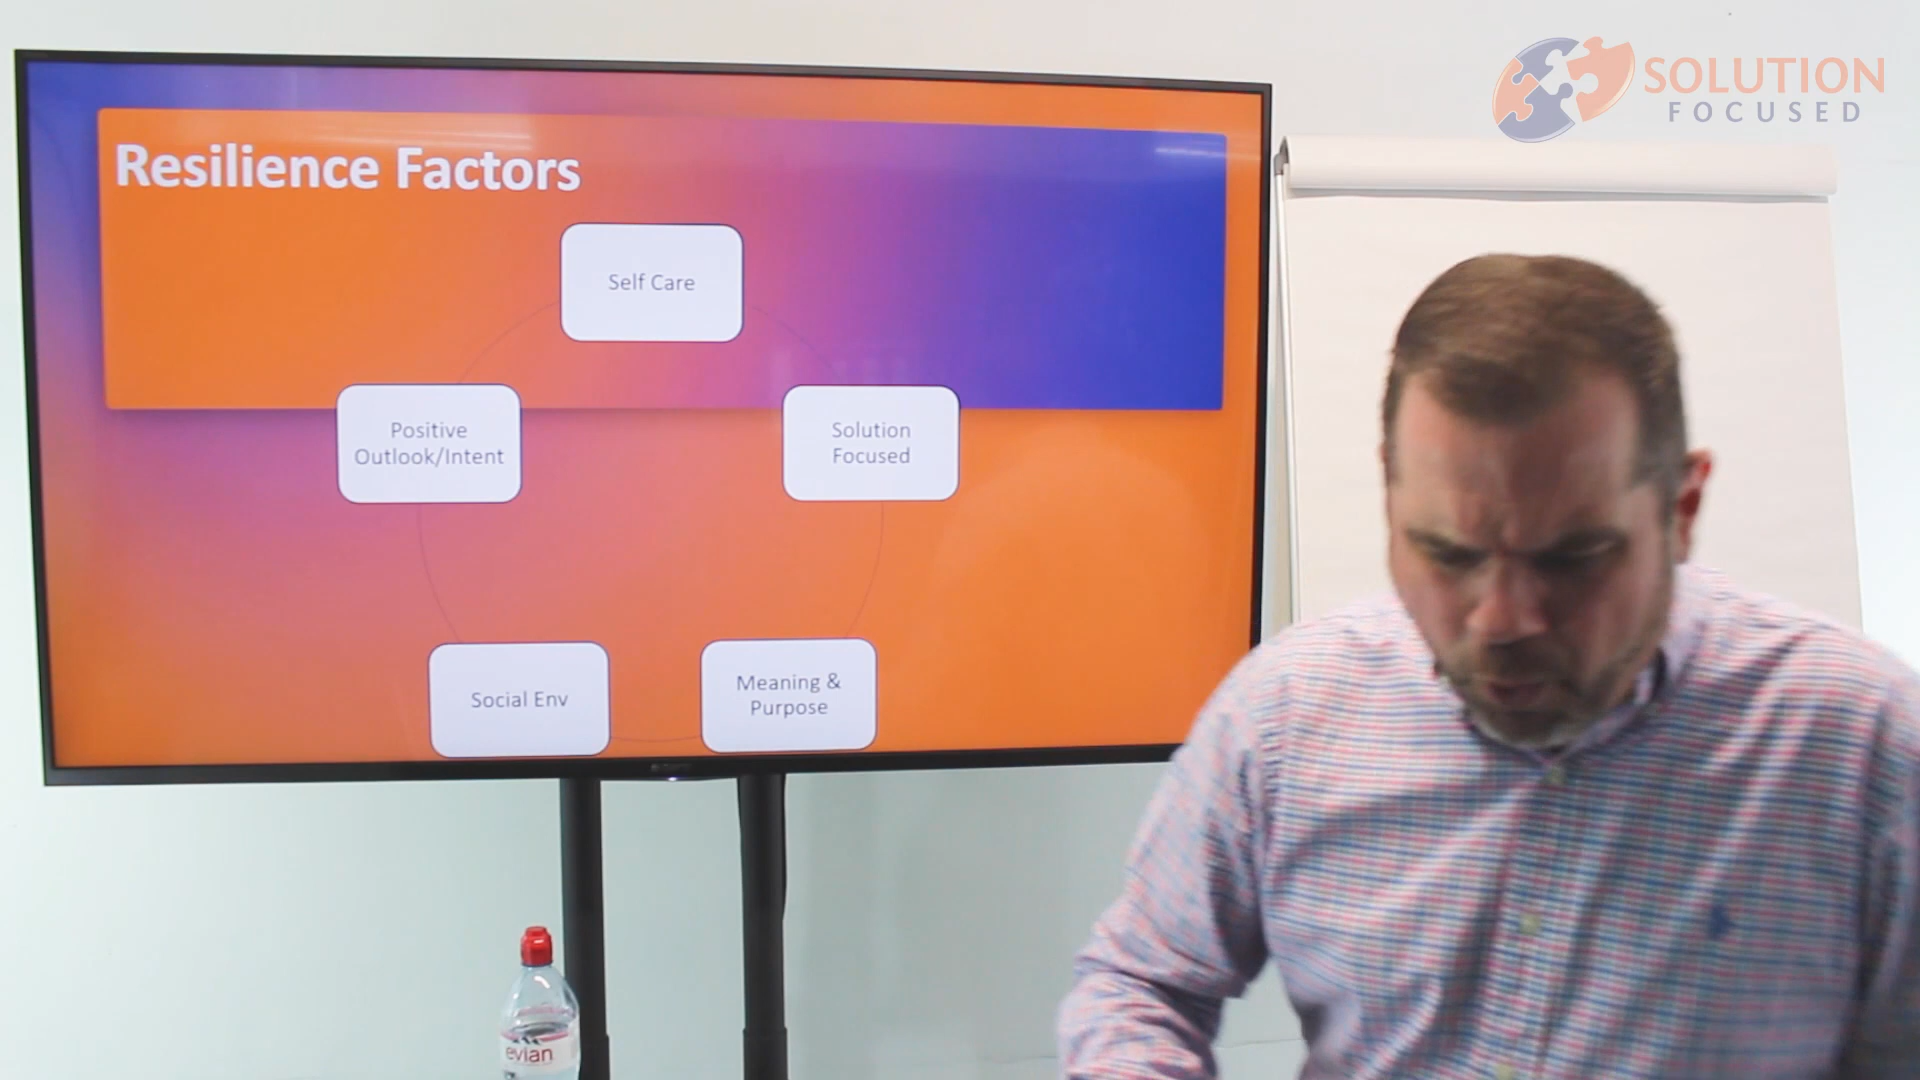 SOLUTION
FOCUSED
Resilience Factors
Self Care
Positive
Outlook/Intent
Solution
Focused
Social Env
Meaning &
Purpose
evian